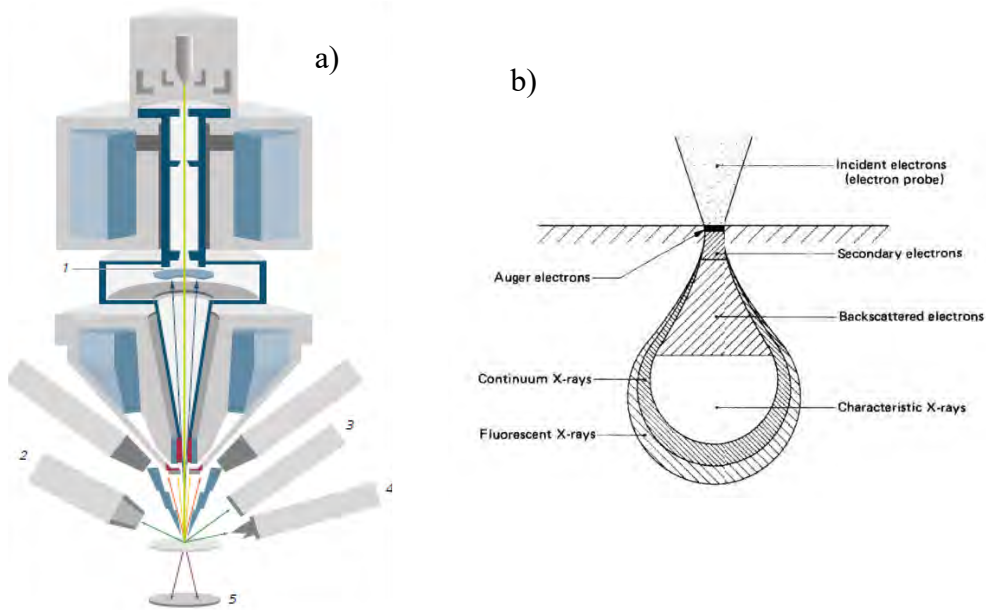 a)
1
2
3
4
5
b)
Incident electrons
(electron probe)
Auger electrons
Secondary electrons
Backscattered electrons
Continuum X-rays
Characteristic X-rays
Fluorescent X-rays